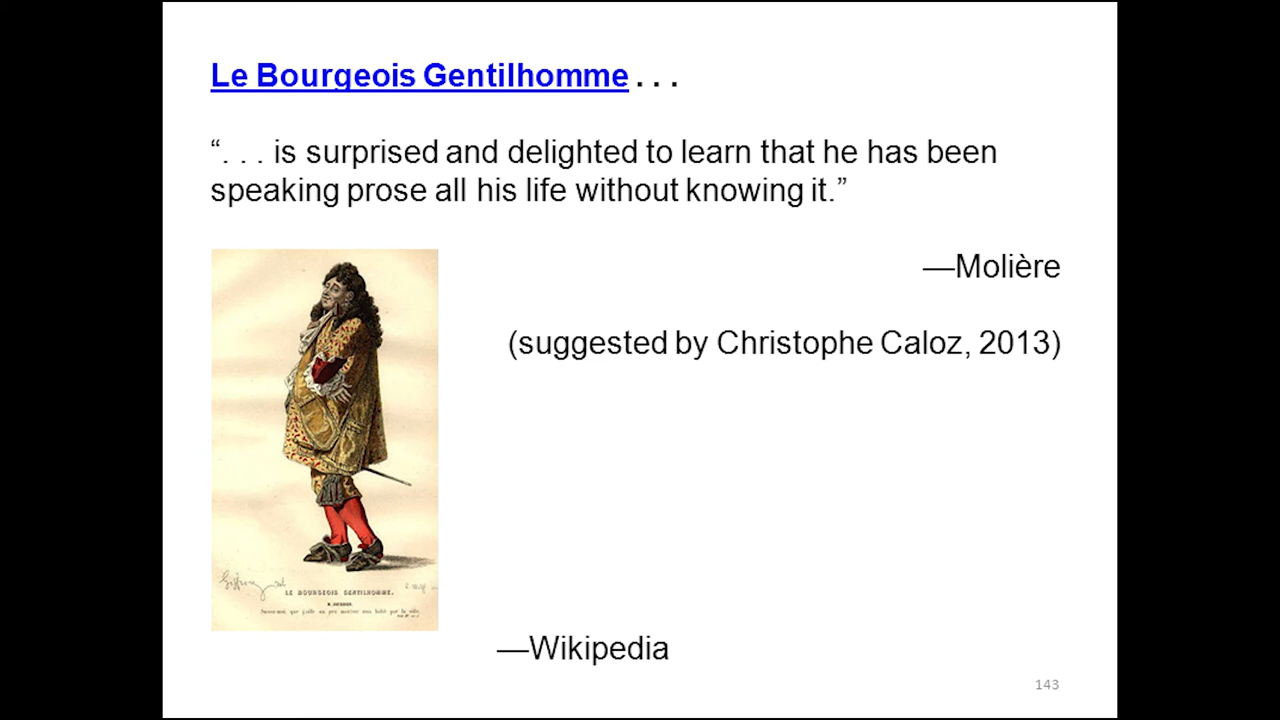 Le Bourgeois Gentilhomme . . .
“. . . is surprised and delighted to learn that he has been
speaking prose all his life without knowing it.”
—Molière
(suggested by Christophe Caloz, 2013)
LE BOURGEOIS GENTILHOMME.
—Wikipedia
143